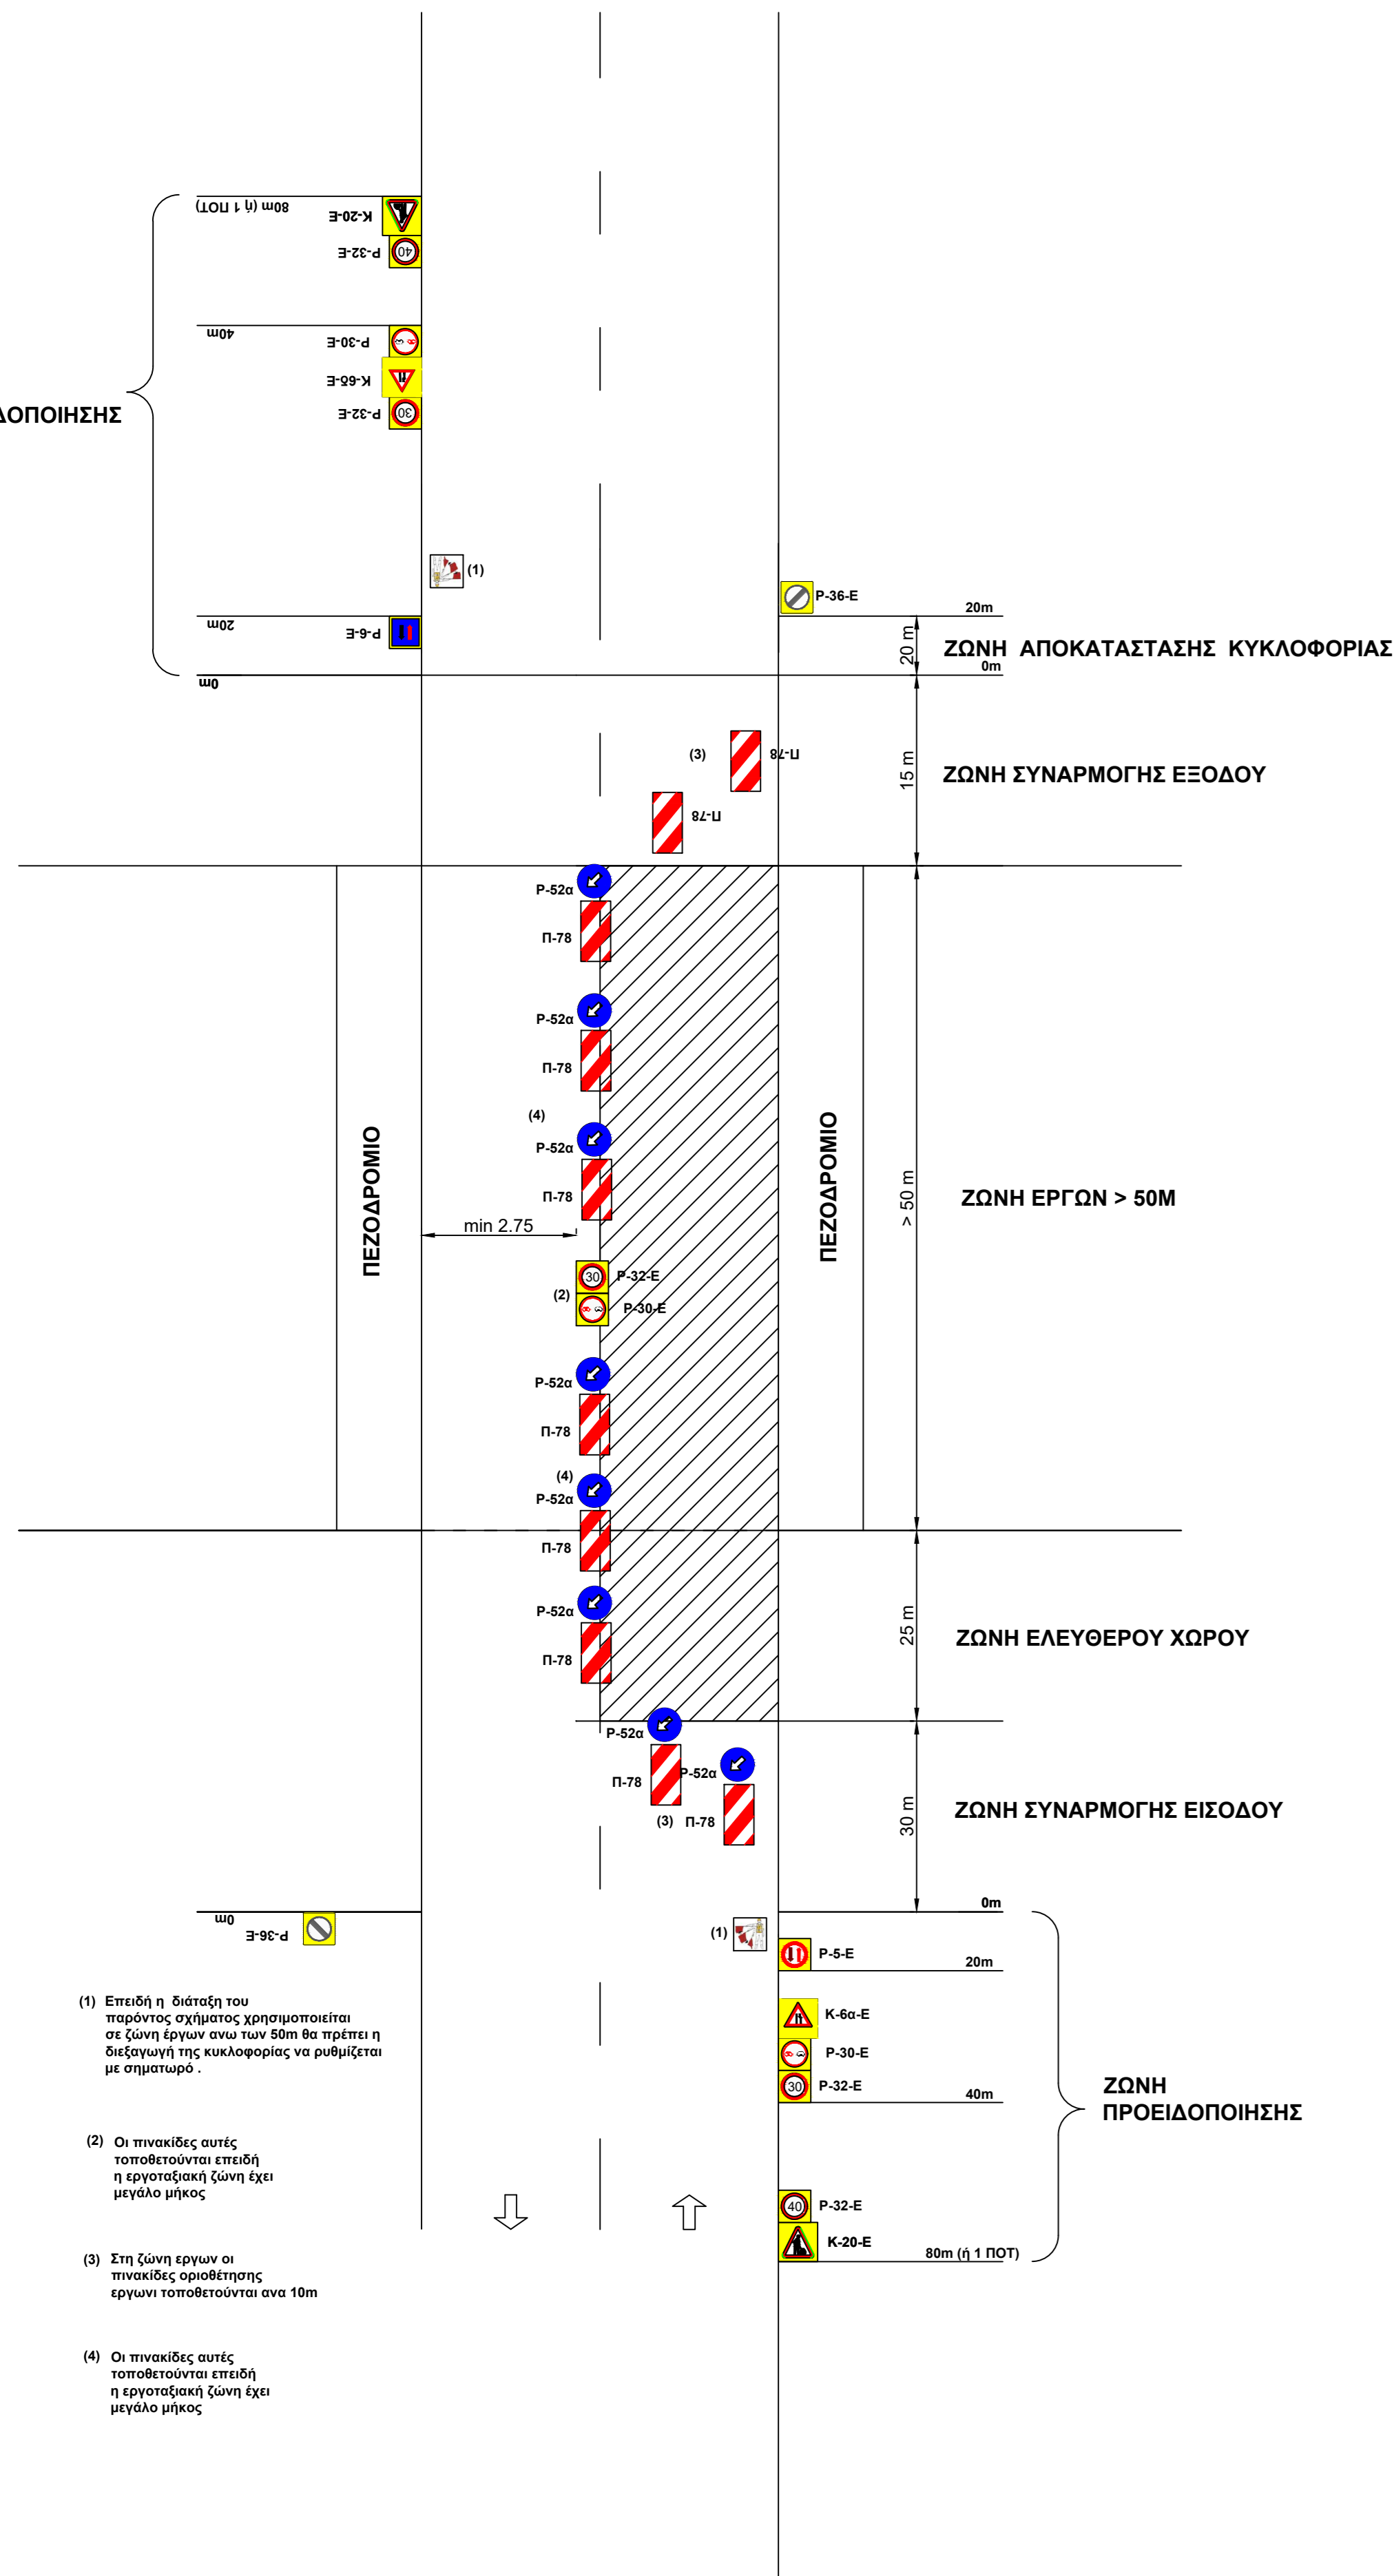 80m (ή 1 ΠΟΤ)
K-20-E
P-32-E
40
40m
P-30-E
K-6δ-E
P-32-E
30
ΔΟΠΟΙΗΣΗΣ
(1)
P-36-E
20m
20m
P-6-E
20 m
ΖΩΝΗ ΑΠΟΚΑΤΑΣΤΑΣΗΣ ΚΥΚΛΟΦΟΡΙΑΣ
0m
0m
(3)
Π-78
15 m
ΖΩΝΗ ΣΥΝΑΡΜΟΓΗΣ ΕΞΟΔΟΥ
Π-78
P-52α
Π-78
P-52α
Π-78
(4)
P-52α
Π-78
ΠΕΖΟΔΡΟΜΙΟ
ΠΕΖΟΔΡΟΜΙΟ
> 50 m
ΖΩΝΗ ΕΡΓΩΝ > 50Μ
min 2.75
30
P-32-E
(2)
P-30-E
P-52α
Π-78
(4)
P-52α
Π-78
P-52α
Π-78
25 m
ΖΩΝΗ ΕΛΕΥΘΕΡΟΥ ΧΩΡΟΥ
P-52α
Π-78
P-52α
(3)
Π-78
30 m
ΖΩΝΗ ΣΥΝΑΡΜΟΓΗΣ ΕΙΣΟΔΟΥ
0m
0m
P-36-E
(1)
P-5-E
20m
K-6α-E
P-30-E
30
P-32-E
40m
ΖΩΝΗ
ΠΡΟΕΙΔΟΠΟΙΗΣΗΣ
40
P-32-E
K-20-E
80m (ή 1 ΠΟΤ)
(1) Επειδή η διάταξη του
παρόντος σχήματος χρησιμοποιείται
σε ζώνη έργων ανω των 50m θα πρέπει η
διεξαγωγή της κυκλοφορίας να ρυθμίζεται
με σηματωρό .
(2) Οι πινακίδες αυτές
τοποθετούνται επειδή
η εργοταξιακή ζώνη έχει
μεγάλο μήκος
(3) Στη ζώνη εργων οι
πινακίδες οριοθέτησης
εργωνι τοποθετούνται ανα 10m
(4) Οι πινακίδες αυτές
τοποθετούνται επειδή
η εργοταξιακή ζώνη έχει
μεγάλο μήκος